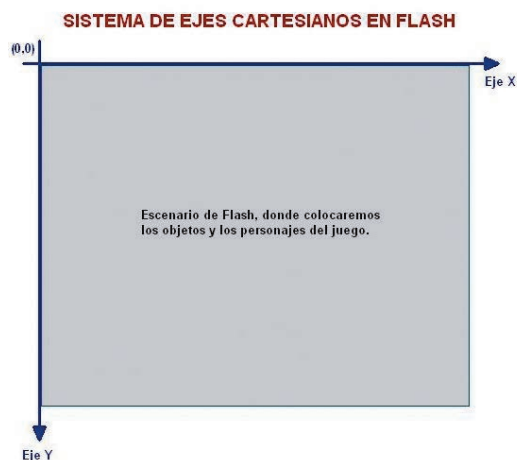 SISTEMA DE EJES CARTESIANOS EN FLASH
(0.0)
Eje X
Escenario de Flash, donde colocaremos
los objetos y los personajes del juego.
Eje Y